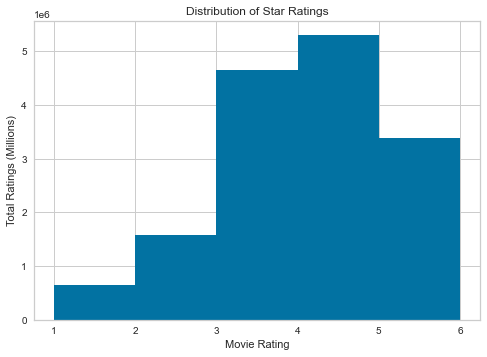 Distribution of Star Ratings
1e6
5
4
3
2
1
0
Total Ratings (Millions)
1 2 3 4 5 6
Movie Rating